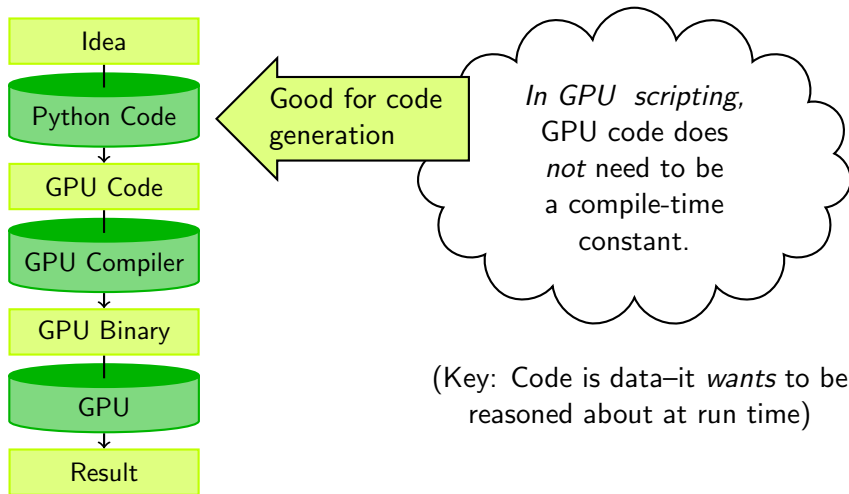 Idea
Python Code
GPU Code
GPU Compiler
GPU Binary
GPU
Result
Good for code
generation
In GPU scripting,
GPU code does
not need to be
a compile-time
constant.
(Key: Code is data–it wants to be
reasoned about at run time)